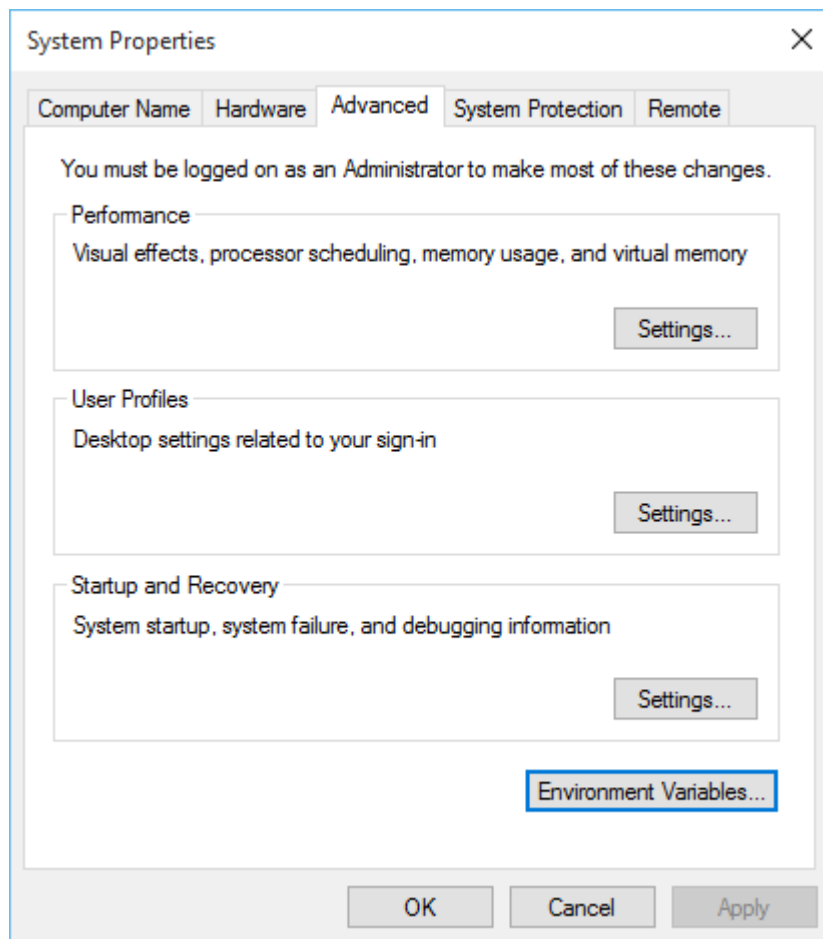 System Properties
Computer Name Hardware Advanced System Protection Remote
You must be logged on as an Administrator to make most of these changes.
Performance
Visual effects, processor scheduling, memory usage, and virtual memory
Settings...
User Profiles
Desktop settings related to your sign-in
Settings...
Startup and Recovery
System startup, system failure, and debugging information
Settings...
Environment Variables...
OK Cancel Apply